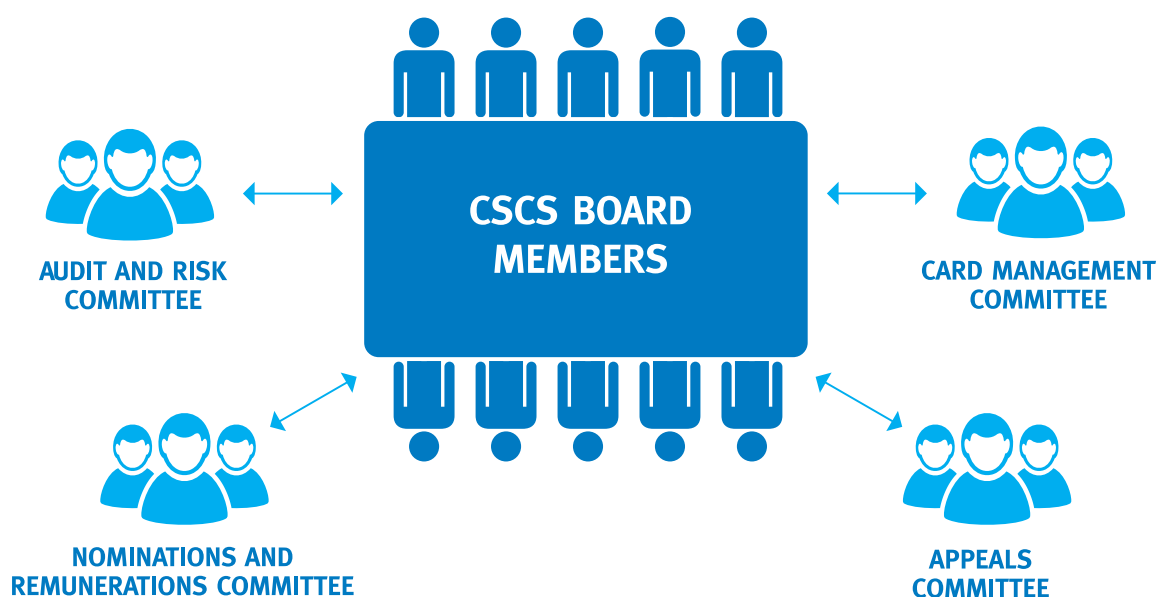 CSCS BOARD
MEMBERS
AUDIT AND RISK
COMMITTEE
CARD MANAGEMENT
COMMITTEE
NOMINATIONS AND
REMUNERATIONS COMMITTEE
APPEALS
COMMITTEE